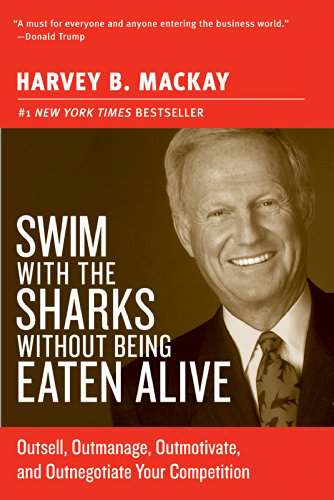 “A must for everyone and anyone entering the business world.”
—Donald Trump
HARVEY B. MACKAY
#1 NEW YORK TIMES BESTSELLER
SWIM
WITH THE
SHARKS
WITHOUT BEING
EATEN ALIVE
Outsell, Outmanage, Outmotivate,
and Outnegotiate Your Competition